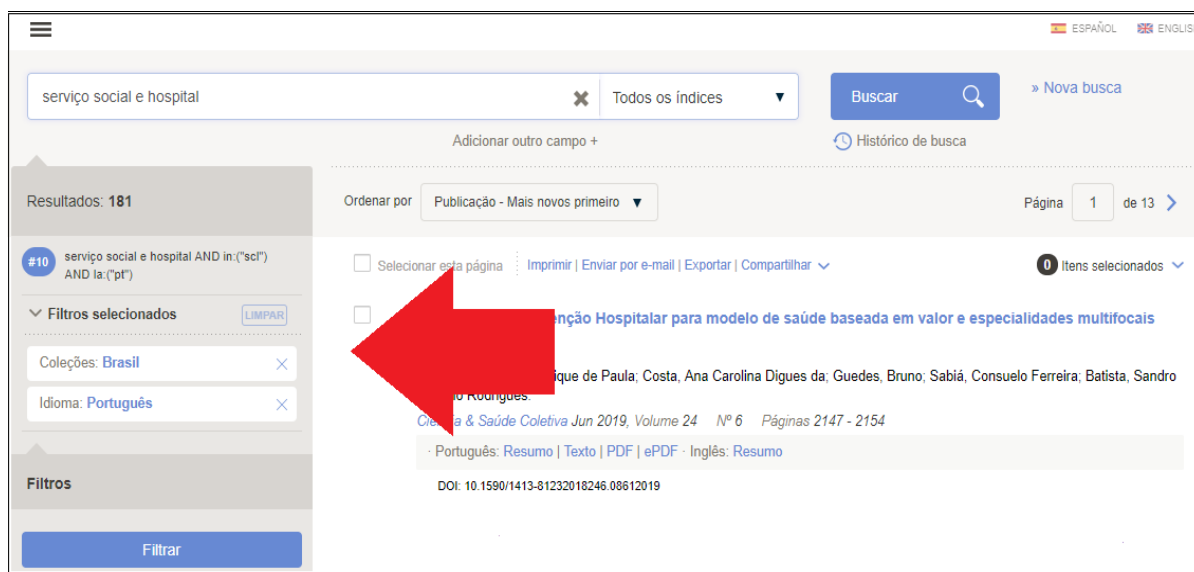 ESPAÑOL ENGLIS
serviço social e hospital Todos os índices Buscar » Nova busca
Adicionar outro campo + Histórico de busca
Resultados: 181
Ordenar por Publicação - Mais novos primeiro Página 1 de 13
#10 serviço social e hospital AND in:("scl")
AND la:("pt")
Selecionar esta página Imprimir | Enviar por e-mail | Exportar | Compartilhar 0 Itens selecionados
Filtros selecionados LIMPAR
enção Hospitalar para modelo de saúde baseada em valor e especialidades multifocais
Coleções: Brasil
ique de Paula; Costa, Ana Carolina Digues da; Guedes, Bruno; Sabiá, Consuelo Ferreira; Batista, Sandro
Rodrigues.
Idioma: Português
Ciência & Saúde Coletiva Jun 2019, Volume 24 Nº 6 Páginas 2147 - 2154
· Português: Resumo | Texto | PDF | ePDF · Inglês: Resumo
DOI: 10.1590/1413-81232018246.08612019
Filtros
Filtrar